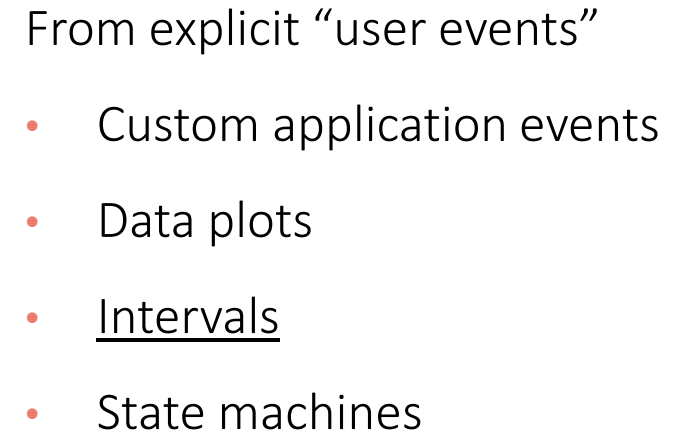 From explicit “user events”
• Custom application events
• Data plots
• Intervals
• State machines